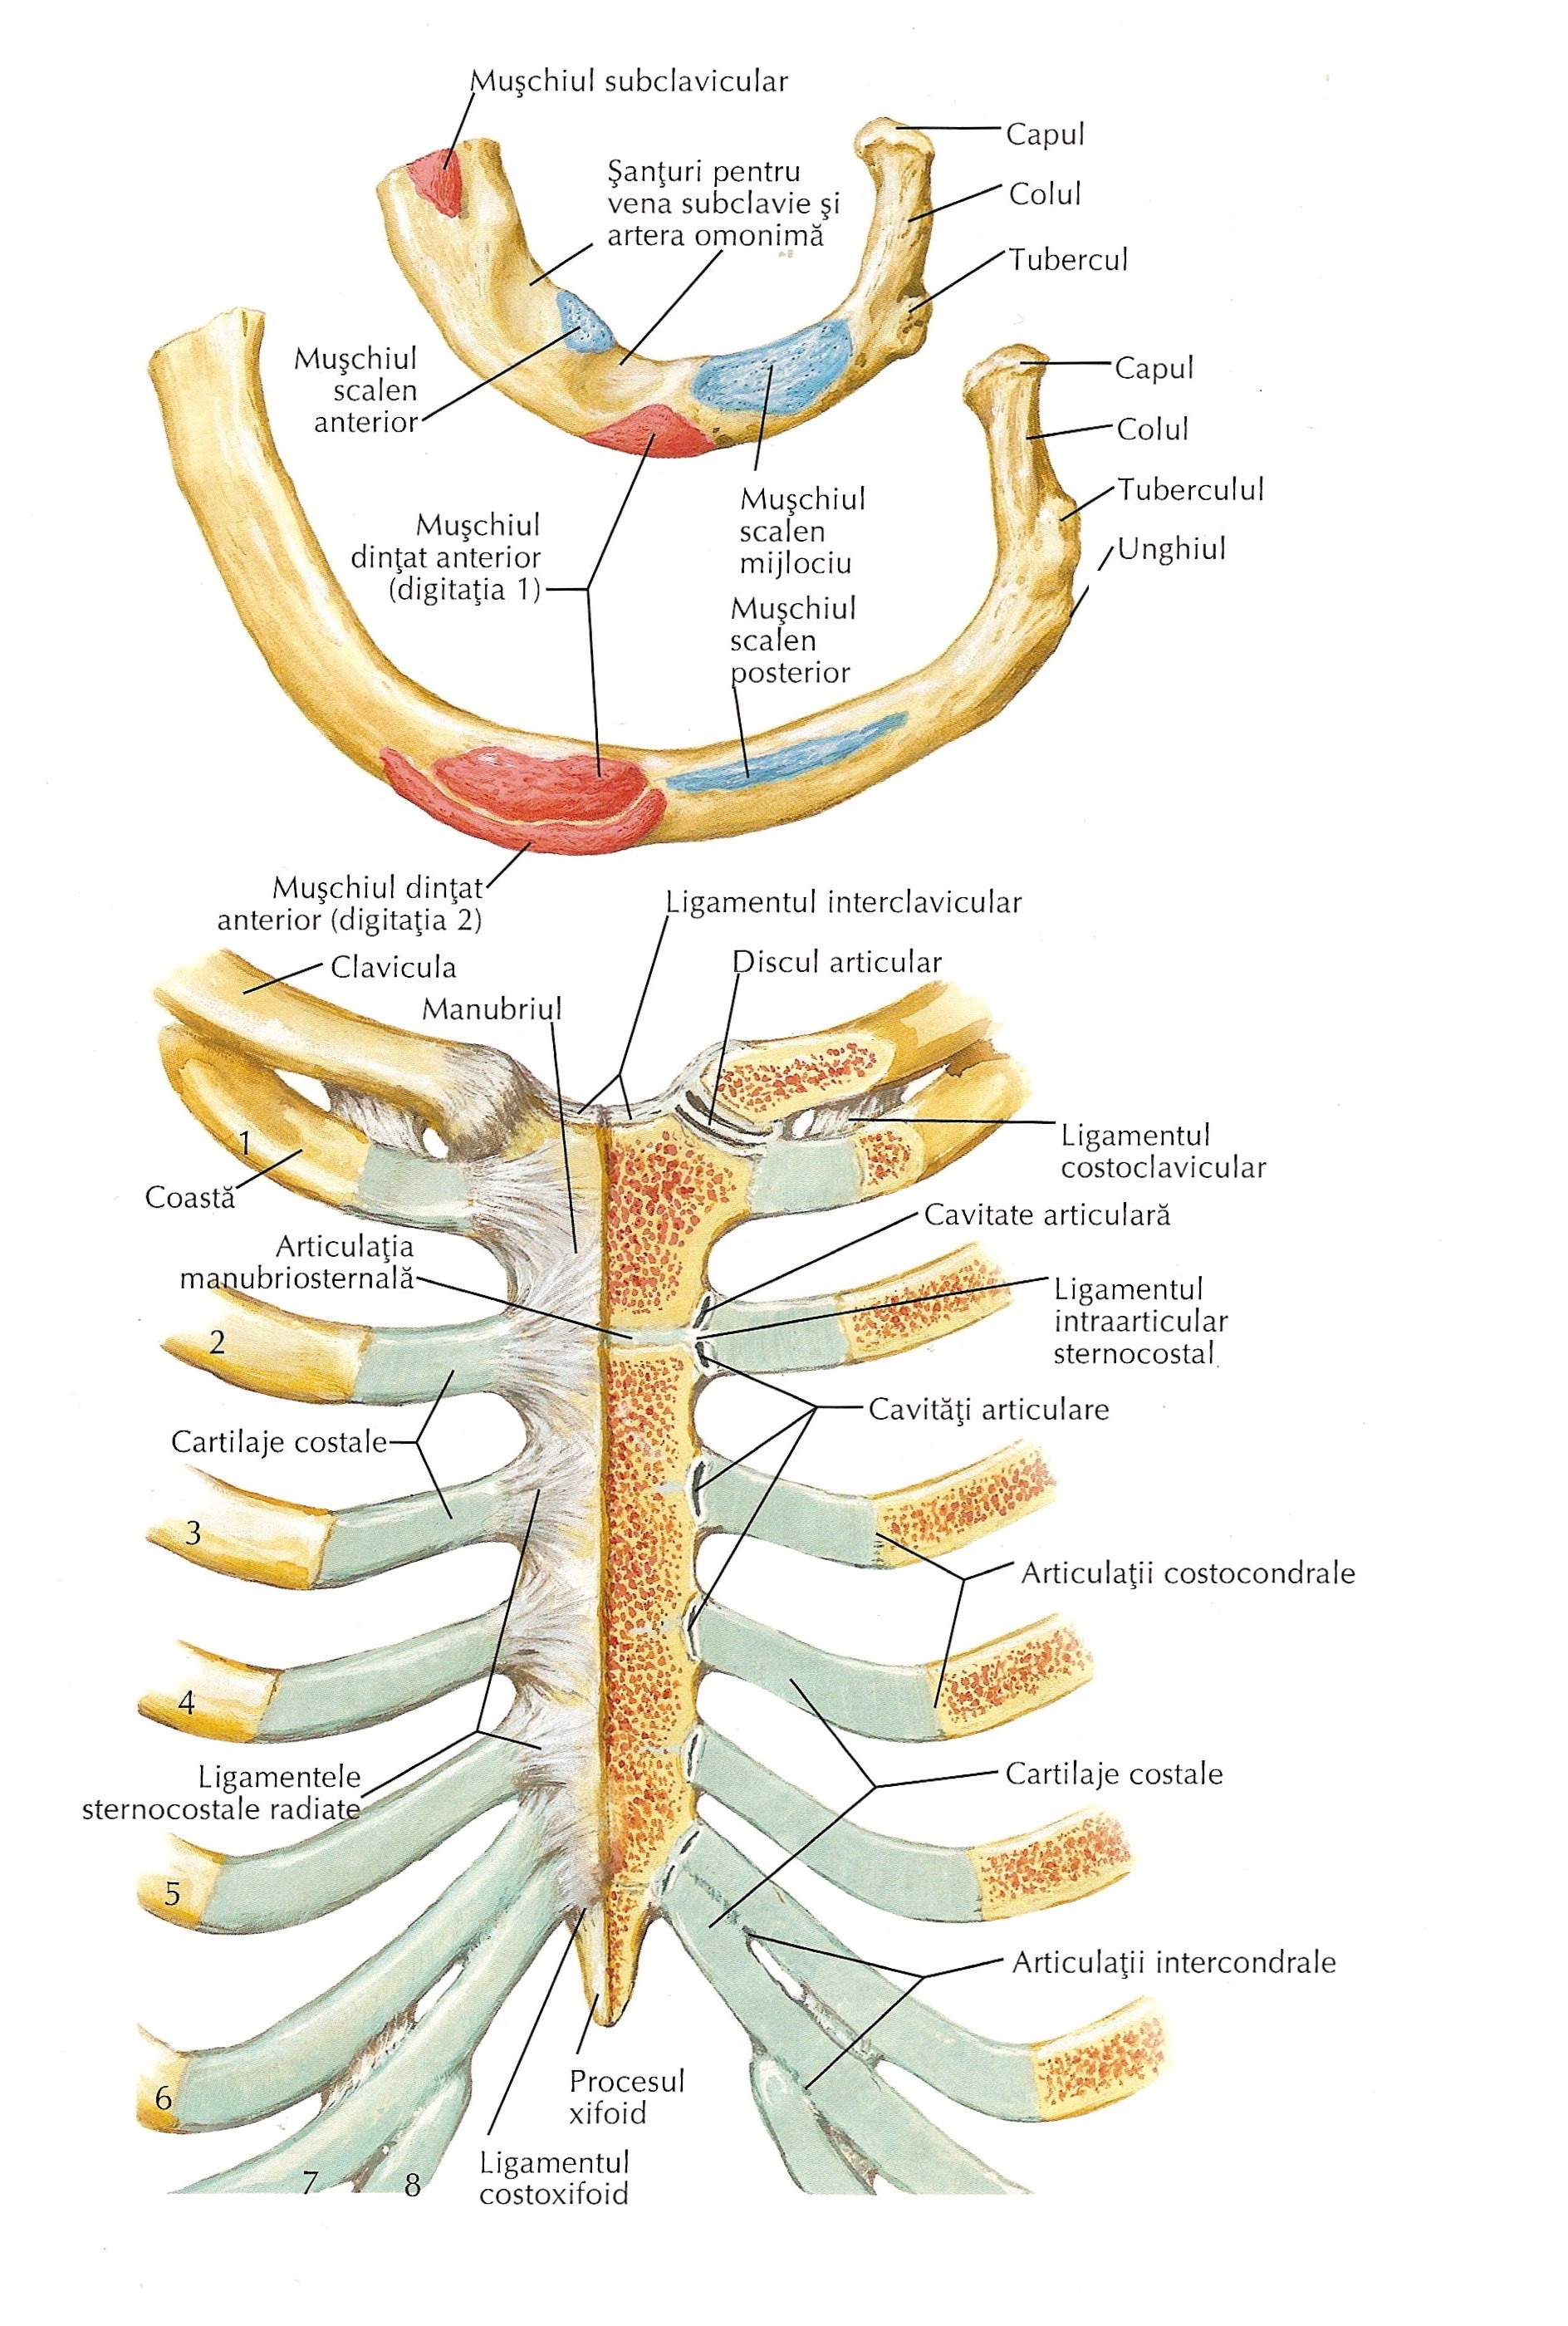 Muşchiul subclavicular
Capul
Şanţuri pentru
vena subclavie şi
artera omonimă
Colul
Tubercul
Muşchiul
scalen
anterior
Capul
Colul
Tuberculul
Muşchiul
scalen
mijlociu
Muşchiul
dinţat anterior
(digitaţia 1)
Unghiul
Muşchiul
scalen
posterior
Muşchiul dinţat
anterior (digitaţia 2)
Ligamentul interclavicular
Clavicula
Discul articular
Manubriul
1
Coastă
Ligamentul
costoclavicular
Cavitate articulară
Articulaţia
manubriosternală
Ligamentul
intraarticular
sternocostal
2
Cavităţi articulare
Cartilaje costale
3
Articulaţii costocondrale
4
Ligamentele
sternocostale radiate
Cartilaje costale
5
Articulaţii intercondrale
6
Procesul
xifoid
Ligamentul
costoxifoid
7
8